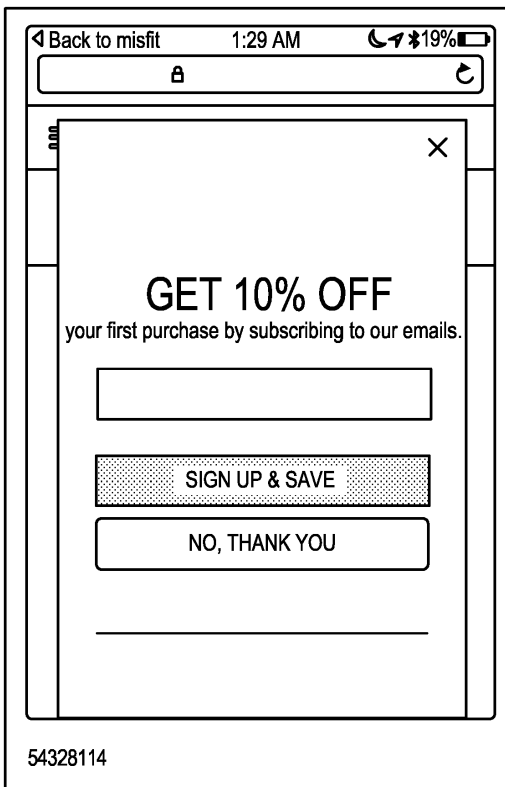 Back to misfit 1:29 AM 19%
GET 10% OFF
your first purchase by subscribing to our emails.
SIGN UP & SAVE
NO, THANK YOU
54328114